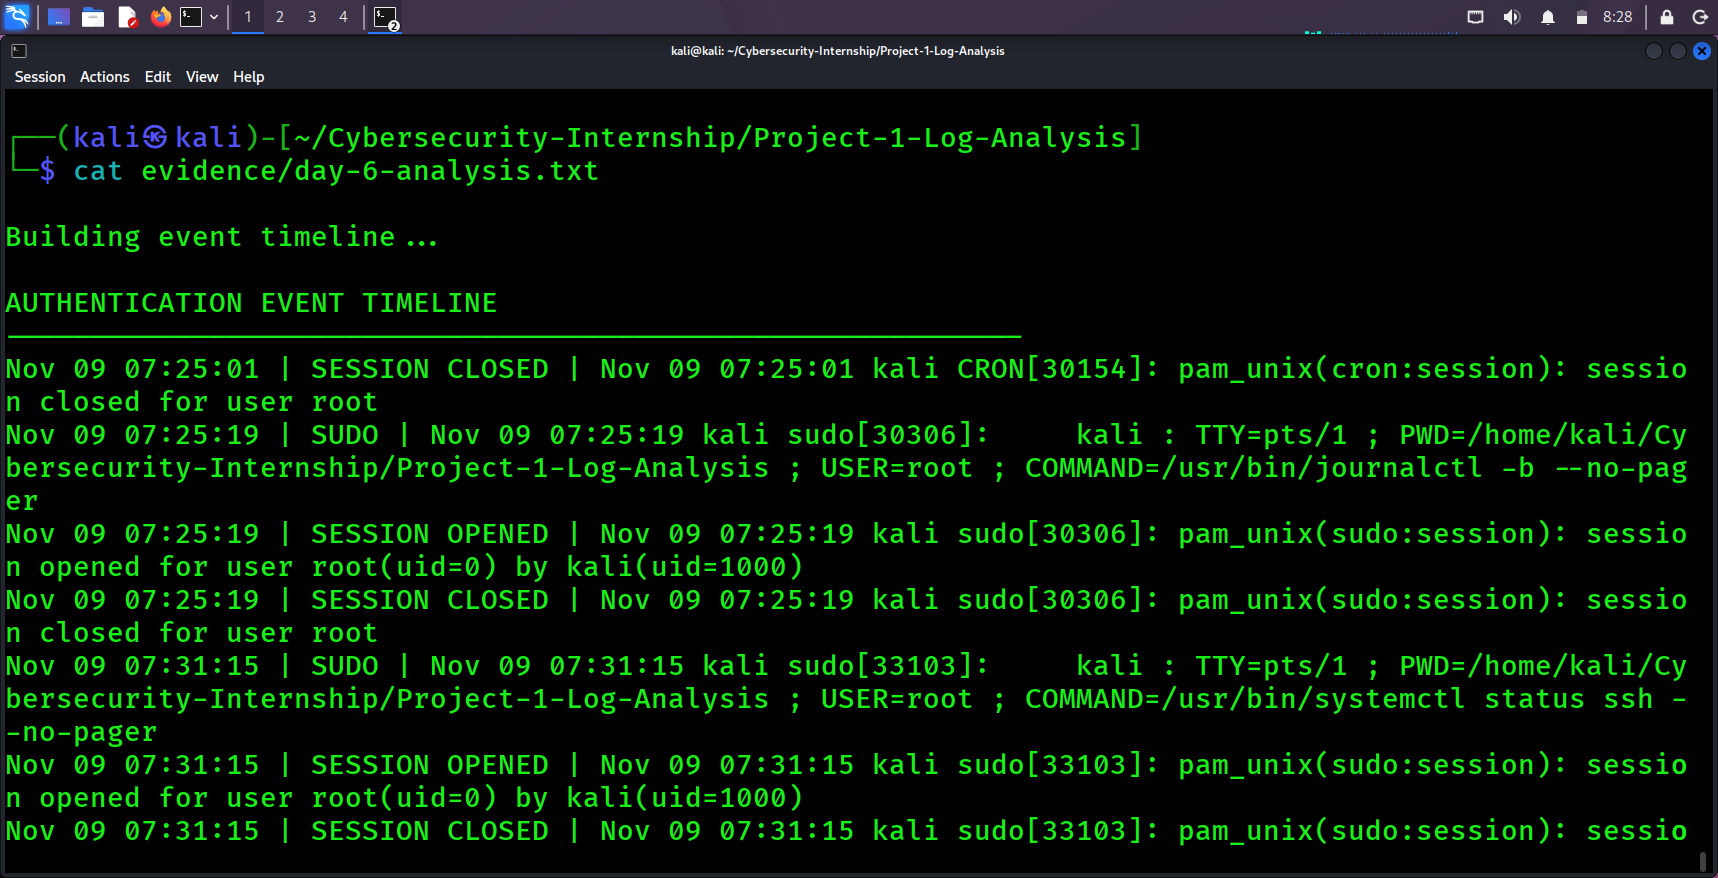 1 2 3 4 2 8:28
kali@kali: ~/Cybersecurity-Internship/Project-1-Log-Analysis
Session Actions Edit View Help
┌──(kali㉿kali)-[~/Cybersecurity-Internship/Project-1-Log-Analysis]
└─$ cat evidence/day-6-analysis.txt
Building event timeline...
AUTHENTICATION EVENT TIMELINE
Nov 09 07:25:01 | SESSION CLOSED | Nov 09 07:25:01 kali CRON[30154]: pam_unix(cron:session): sessio
n closed for user root
Nov 09 07:25:19 | SUDO | Nov 09 07:25:19 kali sudo[30306]:     kali : TTY=pts/1 ; PWD=/home/kali/Cy
bersecurity-Internship/Project-1-Log-Analysis ; USER=root ; COMMAND=/usr/bin/journalctl -b --no-pag
er
Nov 09 07:25:19 | SESSION OPENED | Nov 09 07:25:19 kali sudo[30306]: pam_unix(sudo:session): sessio
n opened for user root(uid=0) by kali(uid=1000)
Nov 09 07:25:19 | SESSION CLOSED | Nov 09 07:25:19 kali sudo[30306]: pam_unix(sudo:session): sessio
n closed for user root
Nov 09 07:31:15 | SUDO | Nov 09 07:31:15 kali sudo[33103]:     kali : TTY=pts/1 ; PWD=/home/kali/Cy
bersecurity-Internship/Project-1-Log-Analysis ; USER=root ; COMMAND=/usr/bin/systemctl status ssh -
-no-pager
Nov 09 07:31:15 | SESSION OPENED | Nov 09 07:31:15 kali sudo[33103]: pam_unix(sudo:session): sessio
n opened for user root(uid=0) by kali(uid=1000)
Nov 09 07:31:15 | SESSION CLOSED | Nov 09 07:31:15 kali sudo[33103]: pam_unix(sudo:session): sessio